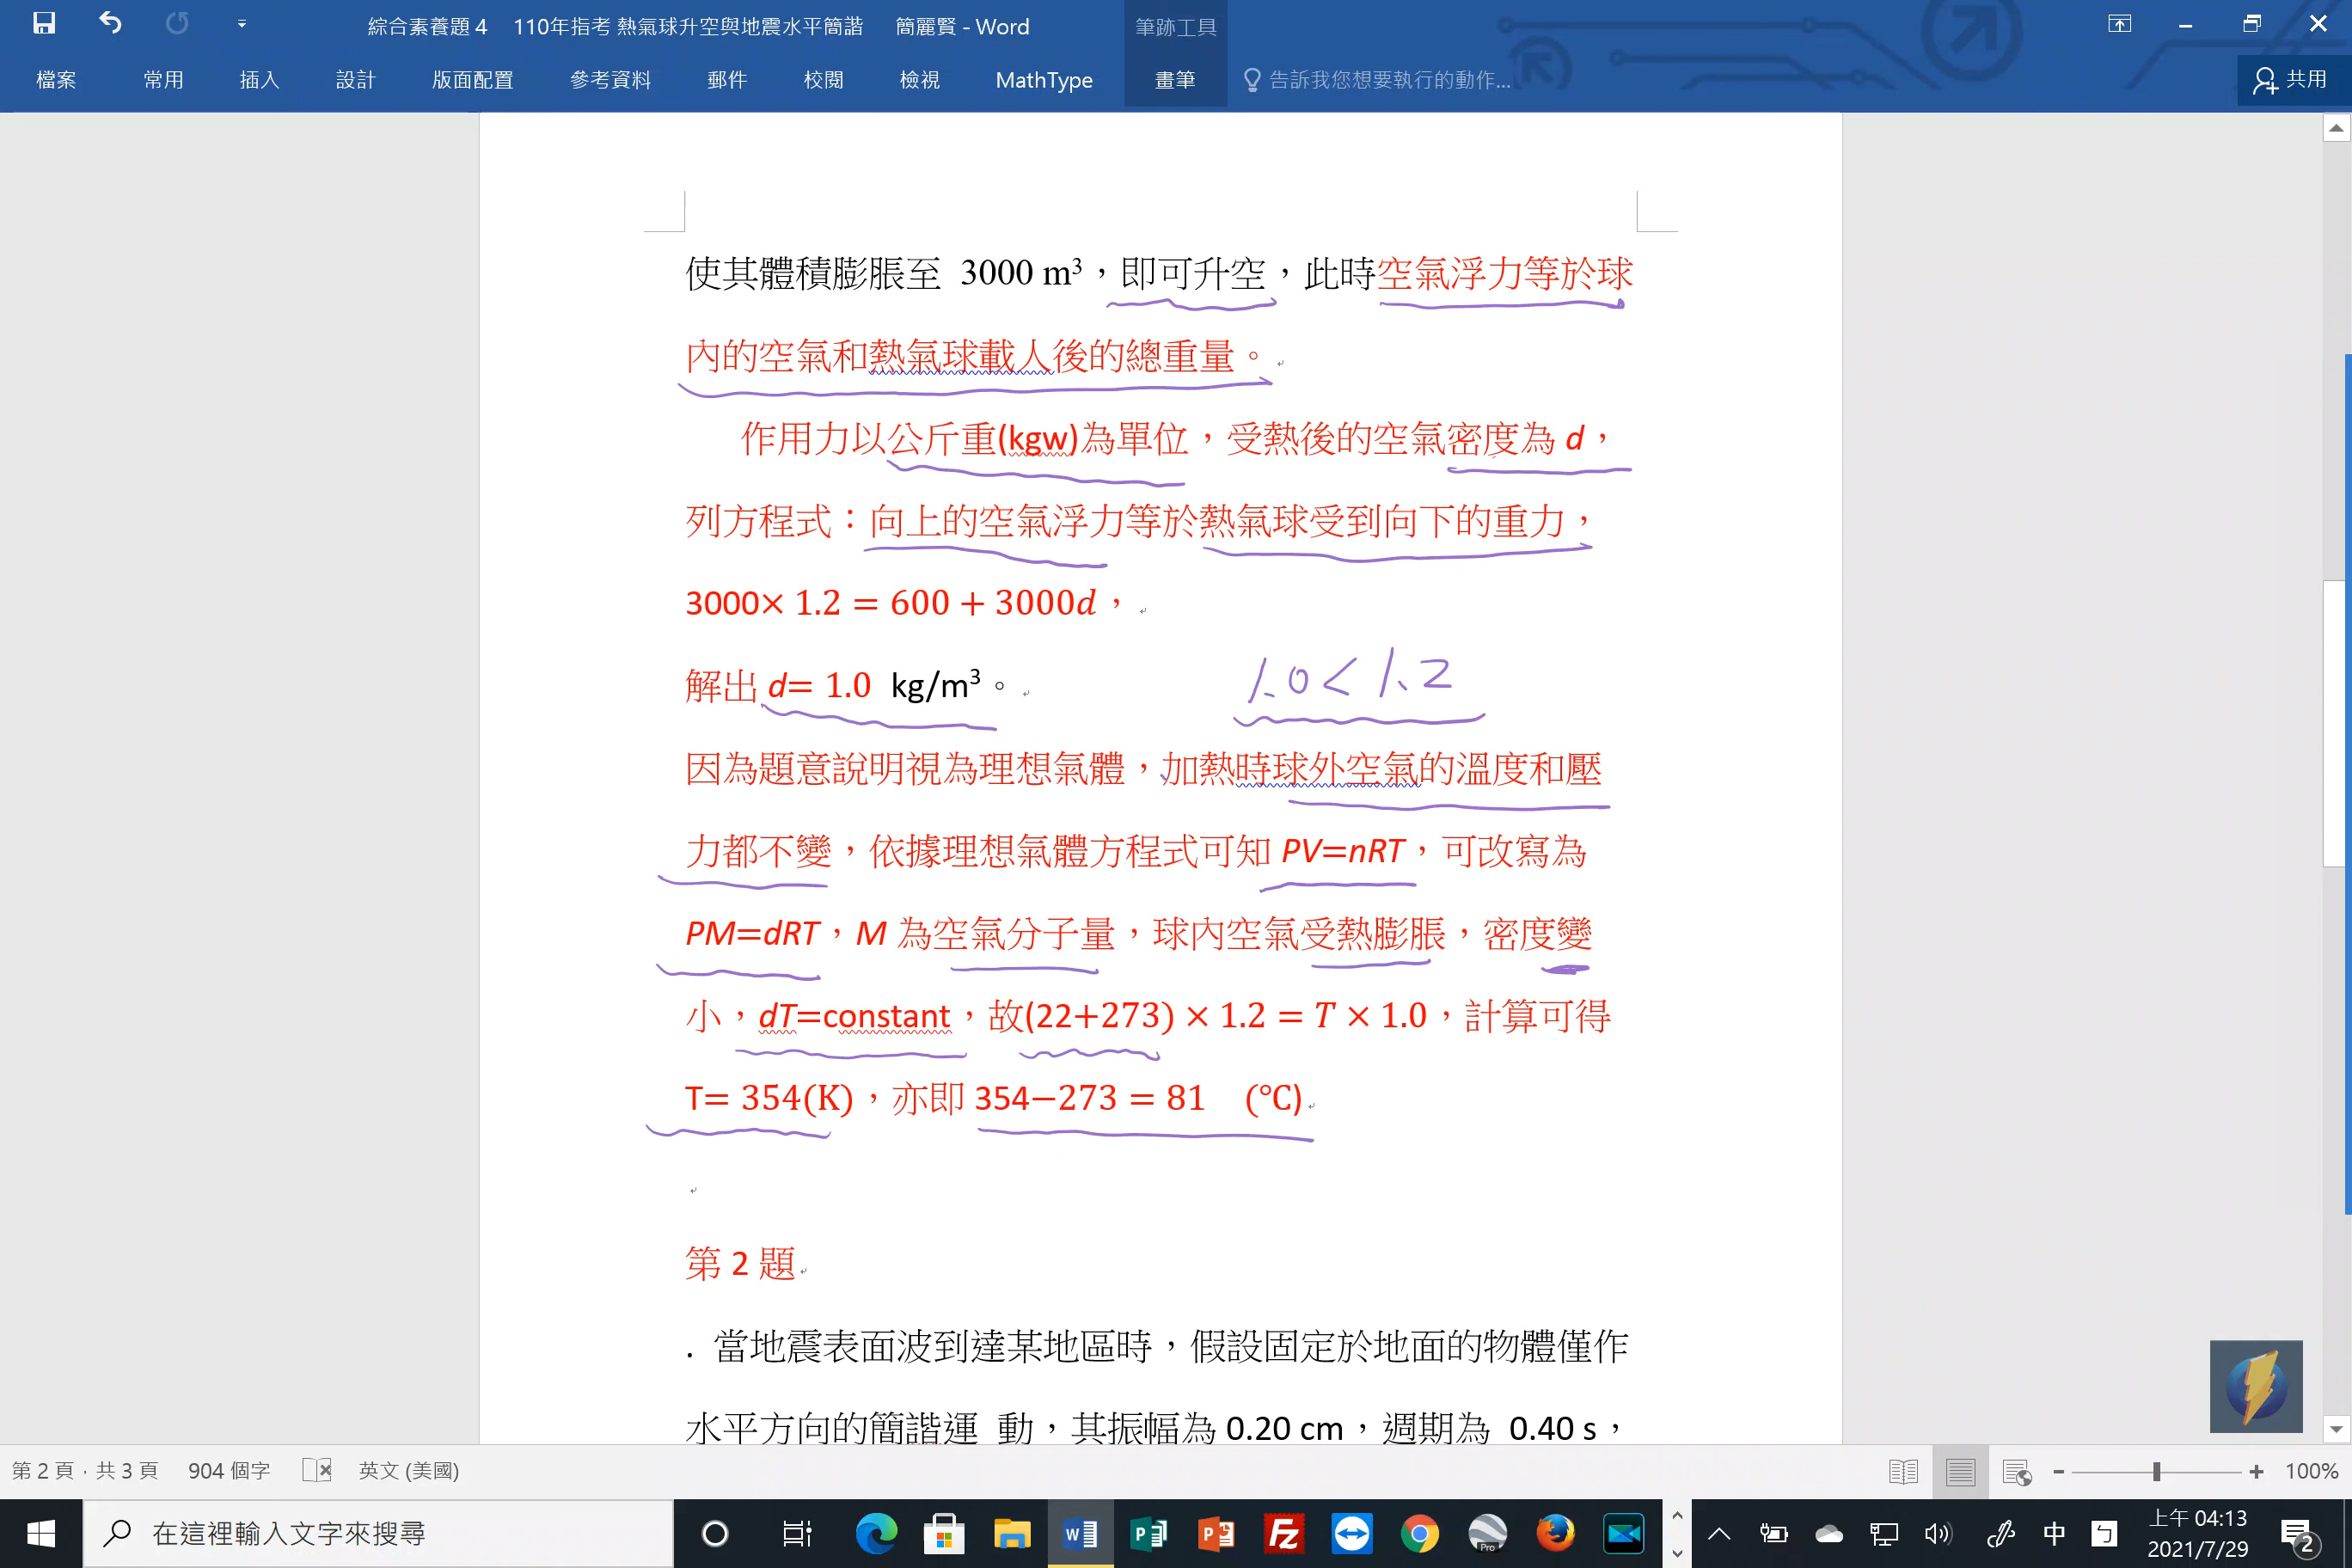 綜合素養題 4　110年指考 熱氣球升空與地震水平簡諧　簡麗賢 - Word
筆跡工具
檔案 常用 插入 設計 版面配置 參考資料 郵件 校閱 檢視 MathType 畫筆 告訴我您想要執行的動作... 共用
使其體積膨脹至 3000 m³，即可升空，此時空氣浮力等於球
內的空氣和熱氣球載人後的總重量。
作用力以公斤重(kgw)為單位，受熱後的空氣密度為 d，
列方程式：向上的空氣浮力等於熱氣球受到向下的重力，
3000× 1.2 = 600 + 3000d，
解出 d= 1.0 kg/m³。
1.0 < 1.2
因為題意說明視為理想氣體，加熱時球外空氣的溫度和壓
力都不變，依據理想氣體方程式可知 PV=nRT，可改寫為
PM=dRT，M 為空氣分子量，球內空氣受熱膨脹，密度變
小，dT=constant，故(22+273) × 1.2 = T × 1.0，計算可得
T= 354(K)，亦即 354−273 = 81 (℃)
第 2 題
. 當地震表面波到達某地區時，假設固定於地面的物體僅作
水平方向的簡諧運 動，其振幅為 0.20 cm，週期為 0.40 s，
第 2 頁，共 3 頁 904 個字 英文 (美國) 100%
在這裡輸入文字來搜尋
Pro
中
ㄅ
上午 04:13
2021/7/29
2